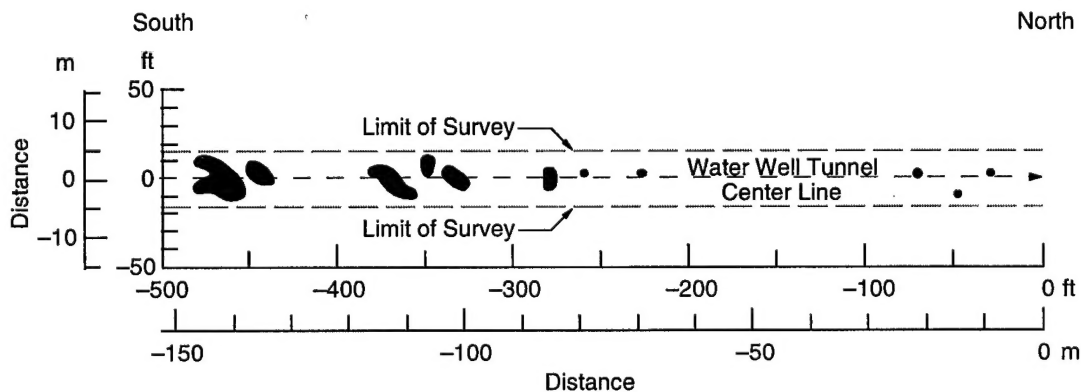 South North
m ft
50
10 Limit of Survey
Water Well Tunnel
0 0
Center Line
Distance
-10 Limit of Survey
-50
-500 -400 -300 -200 -100 0 ft
-150 -100 -50 0 m
Distance